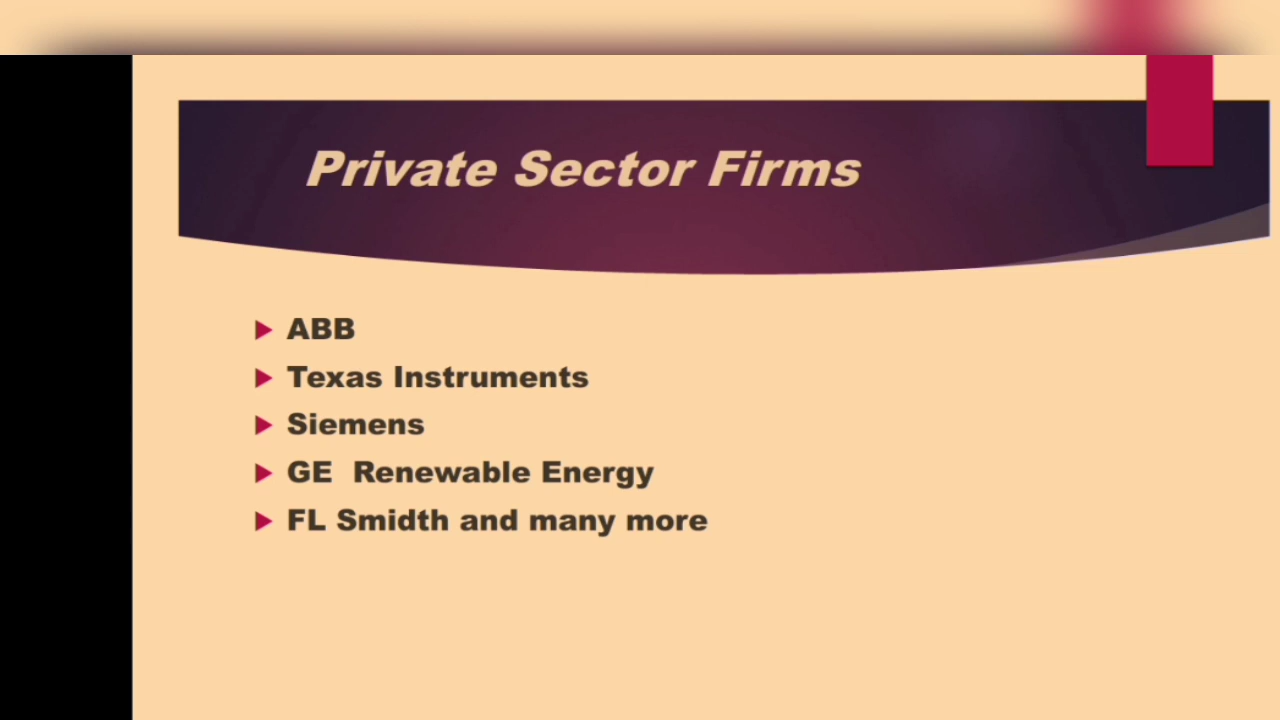 Private Sector Firms
ABB
Texas Instruments
Siemens
GE  Renewable Energy
FL Smidth and many more